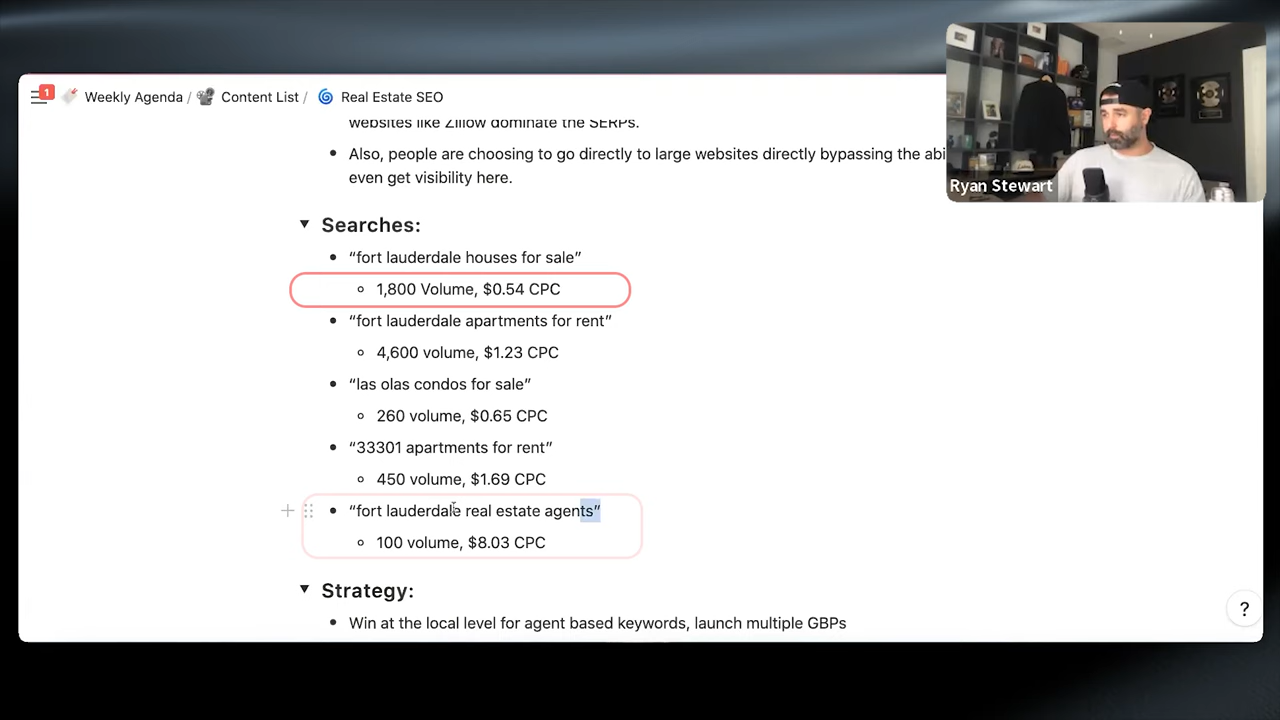 1
Weekly Agenda / Content List / Real Estate SEO
websites like Zillow dominate the SERPs.
Also, people are choosing to go directly to large websites directly bypassing the abi
even get visibility here.
Ryan Stewart
Searches:
“fort lauderdale houses for sale”
1,800 Volume, $0.54 CPC
“fort lauderdale apartments for rent”
4,600 volume, $1.23 CPC
“las olas condos for sale”
260 volume, $0.65 CPC
“33301 apartments for rent”
450 volume, $1.69 CPC
“fort lauderdale real estate agents”
100 volume, $8.03 CPC
Strategy:
Win at the local level for agent based keywords, launch multiple GBPs
?